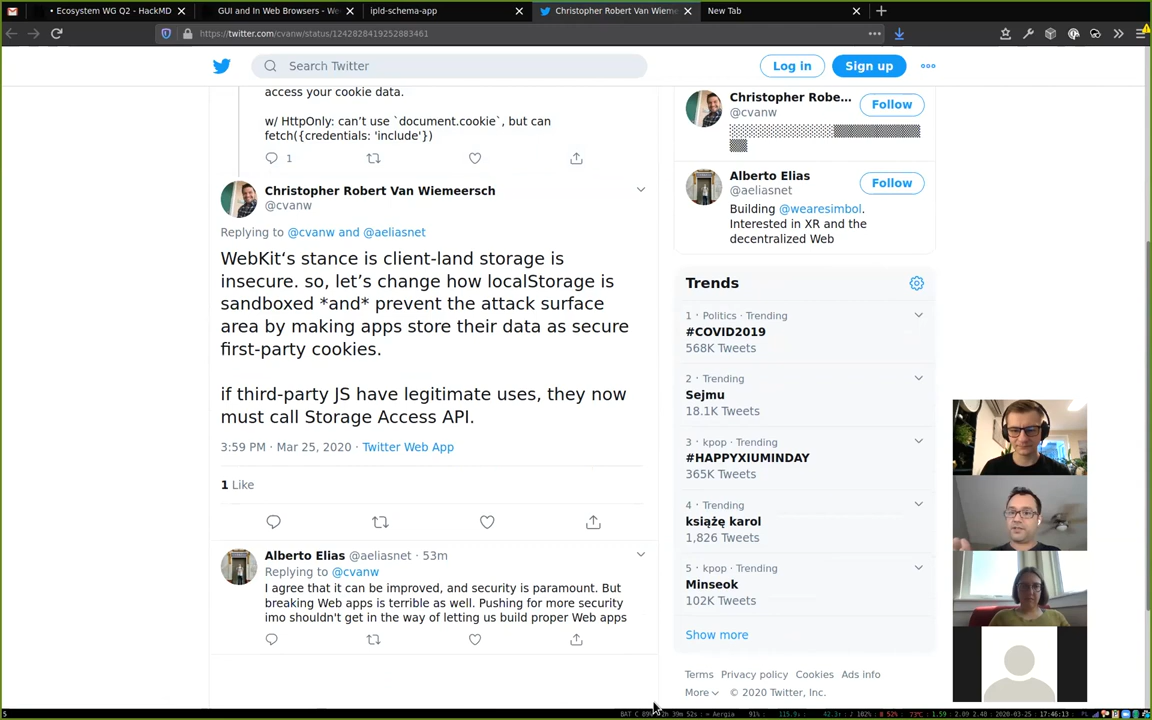 Ecosystem WG Q2 - HackMD
GUI and In Web Browsers - We
ipld-schema-app
Christopher Robert Van Wieme
New Tab
https://twitter.com/cvanw/status/1242828419252883461
Search Twitter
Log in
Sign up
access your cookie data.
w/ HttpOnly: can’t use `document.cookie`, but can
fetch({credentials: 'include'})
1
Christopher Robert Van Wiemeersch
@cvanw
Replying to @cvanw and @aeliasnet
WebKit‘s stance is client-land storage is
insecure. so, let’s change how localStorage is
sandboxed *and* prevent the attack surface
area by making apps store their data as secure
first-party cookies.
if third-party JS have legitimate uses, they now
must call Storage Access API.
3:59 PM · Mar 25, 2020 · Twitter Web App
1 Like
Alberto Elias @aeliasnet · 53m
Replying to @cvanw
I agree that it can be improved, and security is paramount. But
breaking Web apps is terrible as well. Pushing for more security
imo shouldn't get in the way of letting us build proper Web apps
Christopher Robe...
@cvanw
Follow
Alberto Elias
@aeliasnet
Follow
Building @wearesimbol.
Interested in XR and the
decentralized Web
Trends
1 · Politics · Trending
#COVID2019
568K Tweets
2 · Trending
Sejmu
18.1K Tweets
3 · kpop · Trending
#HAPPYXIUMINDAY
365K Tweets
4 · Trending
książę karol
1,826 Tweets
5 · kpop · Trending
Minseok
102K Tweets
Show more
Terms Privacy policy Cookies Ads info
More © 2020 Twitter, Inc.
5
2020-03-25 17:46:13